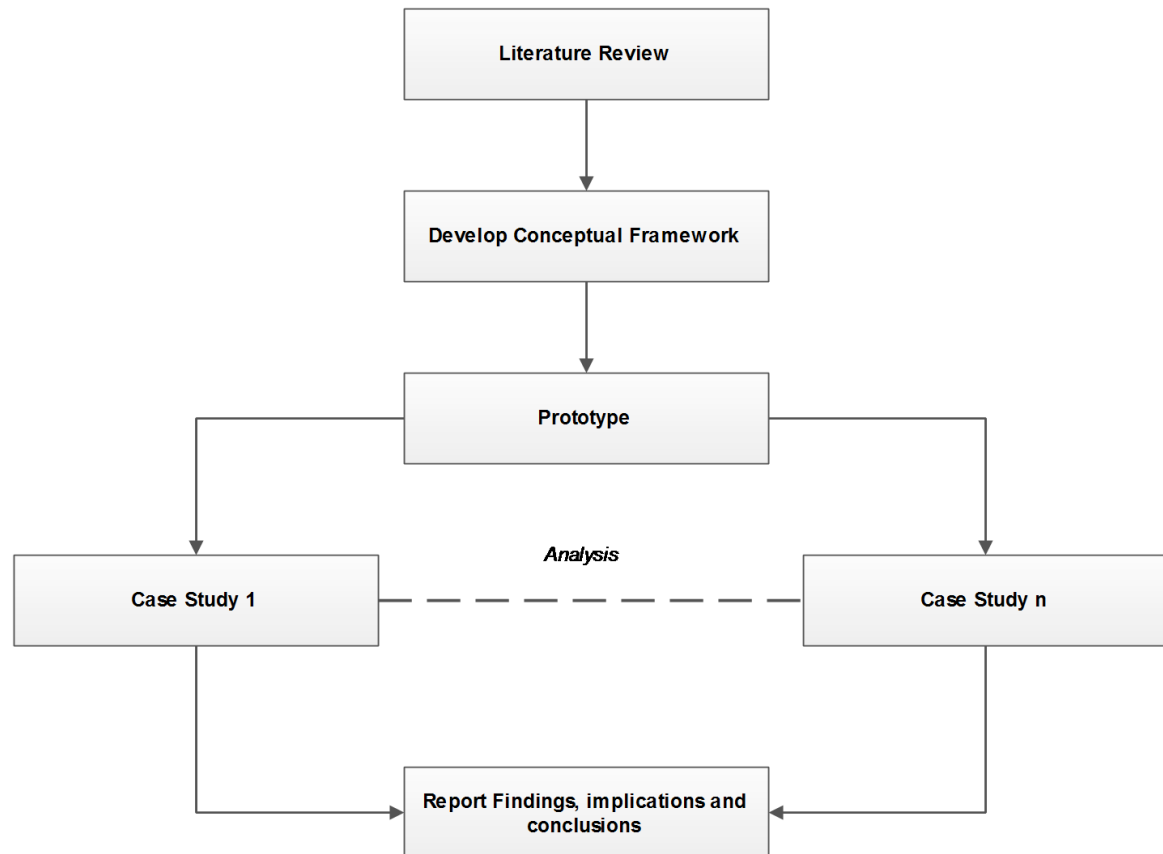 Literature Review
Develop Conceptual Framework
Prototype
Analysis
Case Study 1
Case Study n
Report Findings, implications and
conclusions